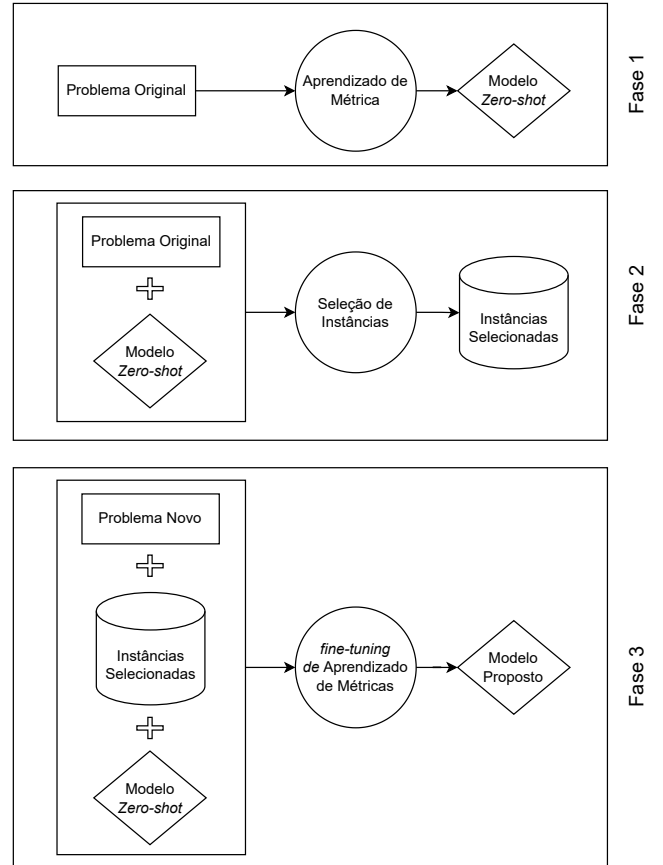 Problema Original
Aprendizado de
Métrica
Modelo
Zero-shot
Fase 1
Problema Original
Modelo
Zero-shot
Seleção de
Instâncias
Instâncias
Selecionadas
Fase 2
Problema Novo
Instâncias
Selecionadas
Modelo
Zero-shot
fine-tuning
de Aprendizado
de Métricas
Modelo
Proposto
Fase 3